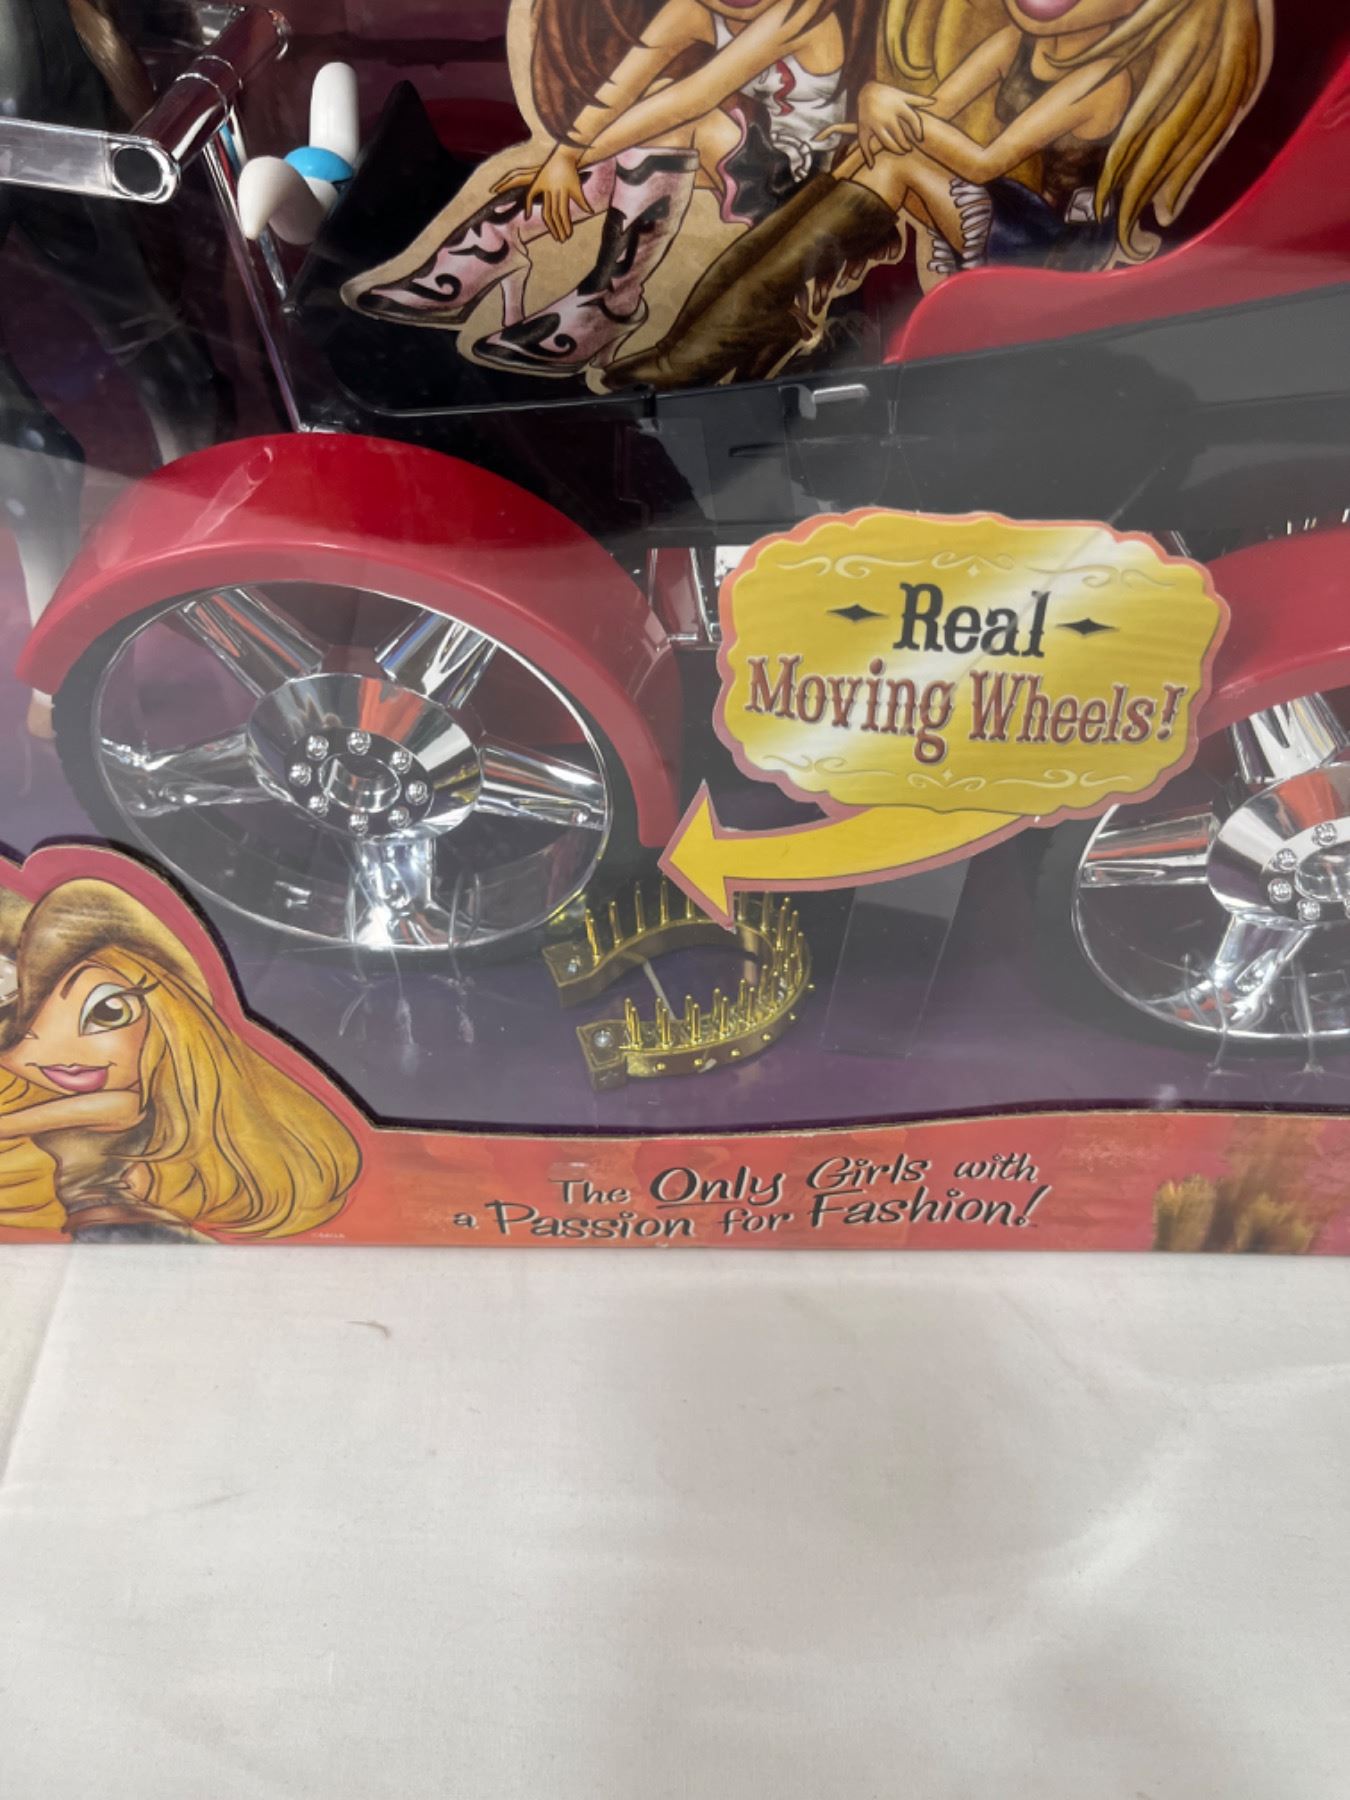 Real
Moving Wheels!
The Only Girls with
a Passion for Fashion!